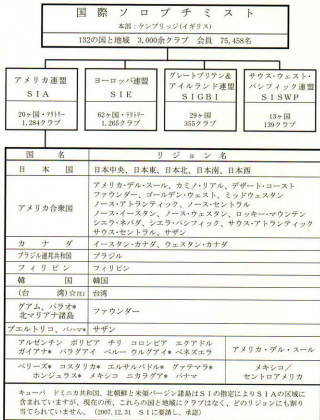 国際ソロプチミスト
本部:ケンブリッジ(イギリス)
132の国と地域 3,000余クラブ 会員 75,458名
アメリカ連盟
SIA
20ヶ国・テリトリー
1,284クラブ
ヨーロッパ連盟
SIE
62ヶ国・テリトリー
1,265クラブ
グレートブリテン&
アイルランド連盟
SIGBI
29ヶ国
355クラブ
サウス・ウェスト・
パシフィック連盟
SISWP
13ヶ国
139クラブ
国名 リジョン名
日本国 日本中央、日本東、日本北、日本南、日本西
アメリカ合衆国
アメリカ・デル・スール、カミノ・リアル、デザート・コースト
ファウンダー、ゴールデン・ウェスト、ミッドウェスタン
ノース・アトランティック、ノース・セントラル
ノース・イースタン、ノース・ウェスタン、ロッキー・マウンテン
シエラ・ネバダ、シエラ・パシフィック、サウス・アトランティック
サウス・セントラル、サザン
カナダ イースタン・カナダ、ウェスタン・カナダ
ブラジル連邦共和国 ブラジル
フィリピン フィリピン
韓国 韓国
(台湾)☆注1 台湾
グアム、パラオ*
北マリアナ諸島
ファウンダー
プエルトリコ、バハマ* サザン
アルゼンチン ボリビア チリ コロンビア エクアドル
ガイアナ* パラグアイ ペルー ウルグアイ* ベネズエラ
アメリカ・デル・スール
ベリーズ* コスタリカ* エルサルバドル* グァテマラ*
ホンジュラス* メキシコ ニカラグア* パナマ
メキシコ/
セントロアメリカ
キューバ ドミニカ共和国、北朝鮮と米領バージン諸島はSIの指定によりSIAの区域に
含まれていますが、現在の所、これらの国と地域にクラブはなく、どのリジョンにも割り
当てられていません。(2007.12.31 SIに要請し、承認)